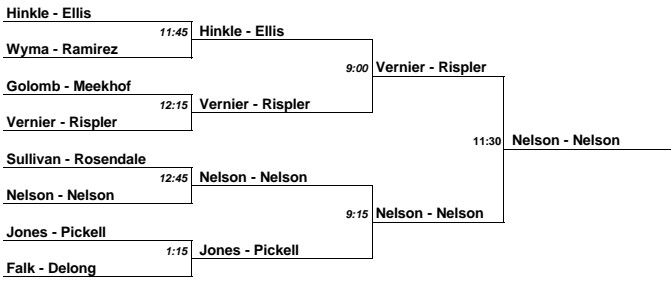 Hinkle - Ellis
11:45 Hinkle - Ellis
Wyma - Ramirez
9:00 Vernier - Rispler
Golomb - Meekhof
12:15 Vernier - Rispler
Vernier - Rispler
11:30 Nelson - Nelson
Sullivan - Rosendale
12:45 Nelson - Nelson
Nelson - Nelson
9:15 Nelson - Nelson
Jones - Pickell
1:15 Jones - Pickell
Falk - Delong